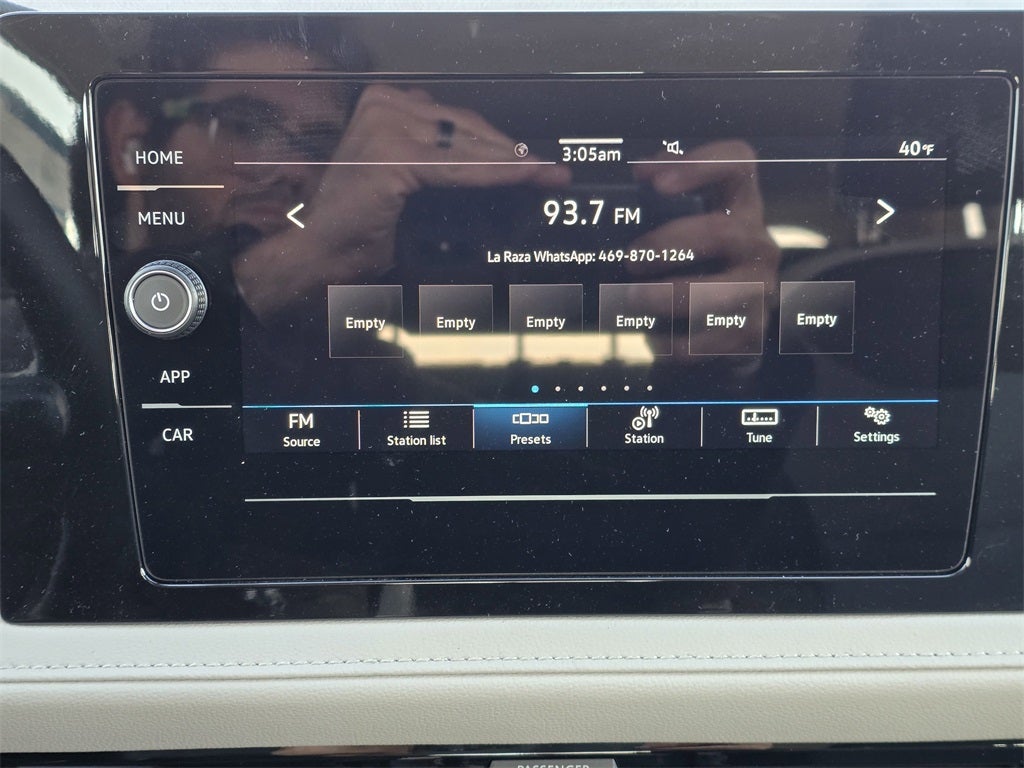 HOME
MENU
APP
CAR
3:05am
40°F
93.7 FM
La Raza WhatsApp: 469-870-1264
Empty Empty Empty Empty Empty Empty
FM
Source
Station list
Presets
Station
Tune
Settings
PASSENGER